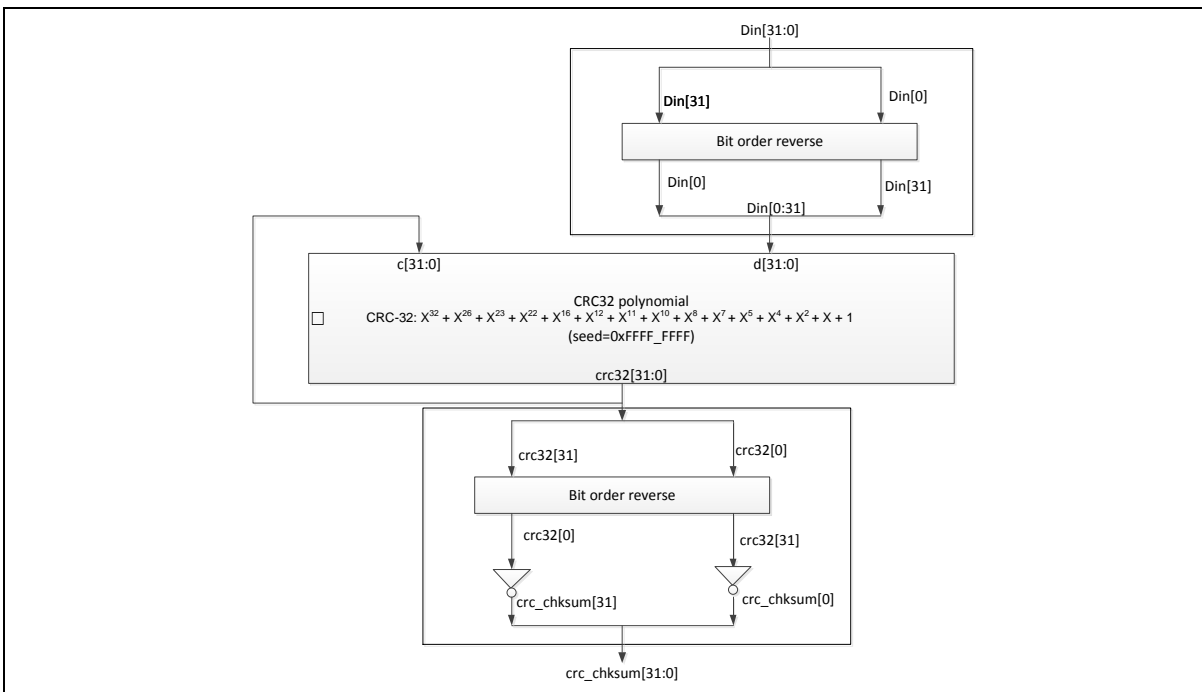 Din[31:0]
Din[31]
Din[0]
Bit order reverse
Din[0]
Din[31]
Din[0:31]
c[31:0]
d[31:0]
CRC32 polynomial
CRC-32: X³² + X²⁶ + X²³ + X²² + X¹⁶ + X¹² + X¹¹ + X¹⁰ + X⁸ + X⁷ + X⁵ + X⁴ + X² + X + 1
(seed=0xFFFF_FFFF)
crc32[31:0]
crc32[31]
crc32[0]
Bit order reverse
crc32[0]
crc32[31]
crc_chksum[31]
crc_chksum[0]
crc_chksum[31:0]